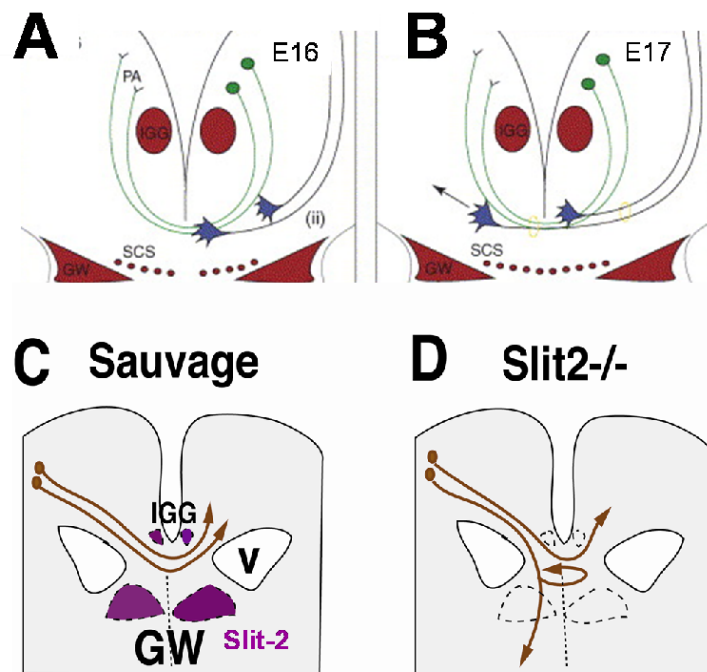 A
E16
PA
IGG
(ii)
SCS
GW
B
E17
IGG
SCS
GW
C Sauvage
IGG
V
GW Slit-2
D Slit2-/-